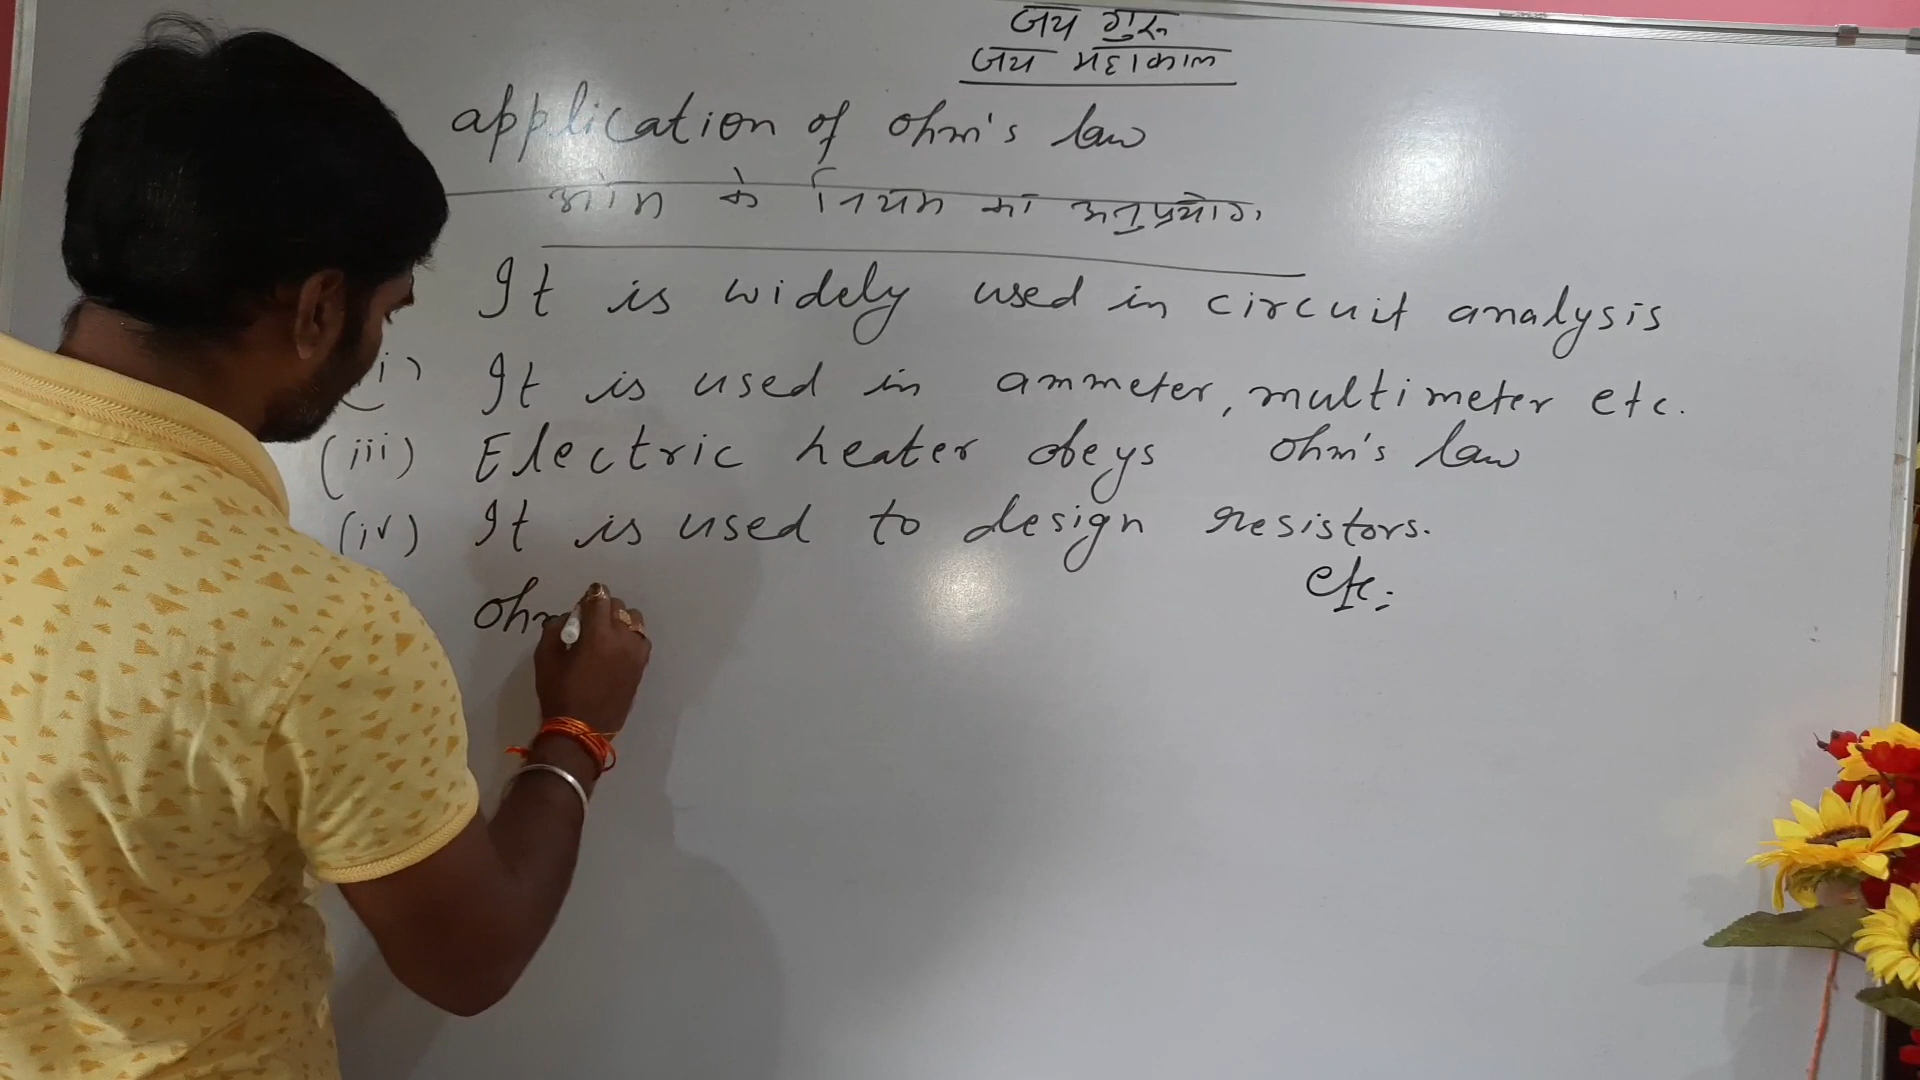 जय गुरु
जय महाकाल
application of ohm's law
ओम के नियम का अनुप्रयोग
It is widely used in circuit analysis
i) It is used in ammeter, multimeter etc.
(iii) Electric heater obeys ohm's law
(iv) It is used to design resistors.
etc.
ohm